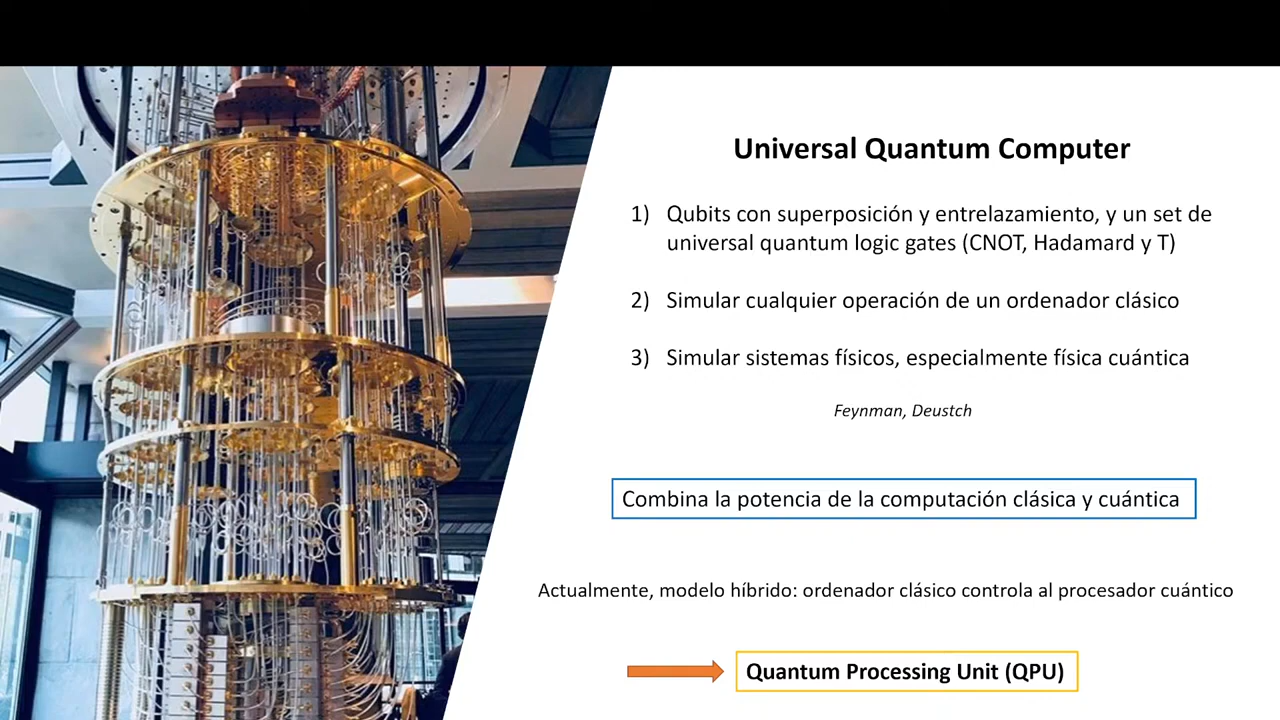 Universal Quantum Computer
1) Qubits con superposición y entrelazamiento, y un set de
universal quantum logic gates (CNOT, Hadamard y T)
2) Simular cualquier operación de un ordenador clásico
3) Simular sistemas físicos, especialmente física cuántica
Feynman, Deustch
Combina la potencia de la computación clásica y cuántica
Actualmente, modelo híbrido: ordenador clásico controla al procesador cuántico
Quantum Processing Unit (QPU)